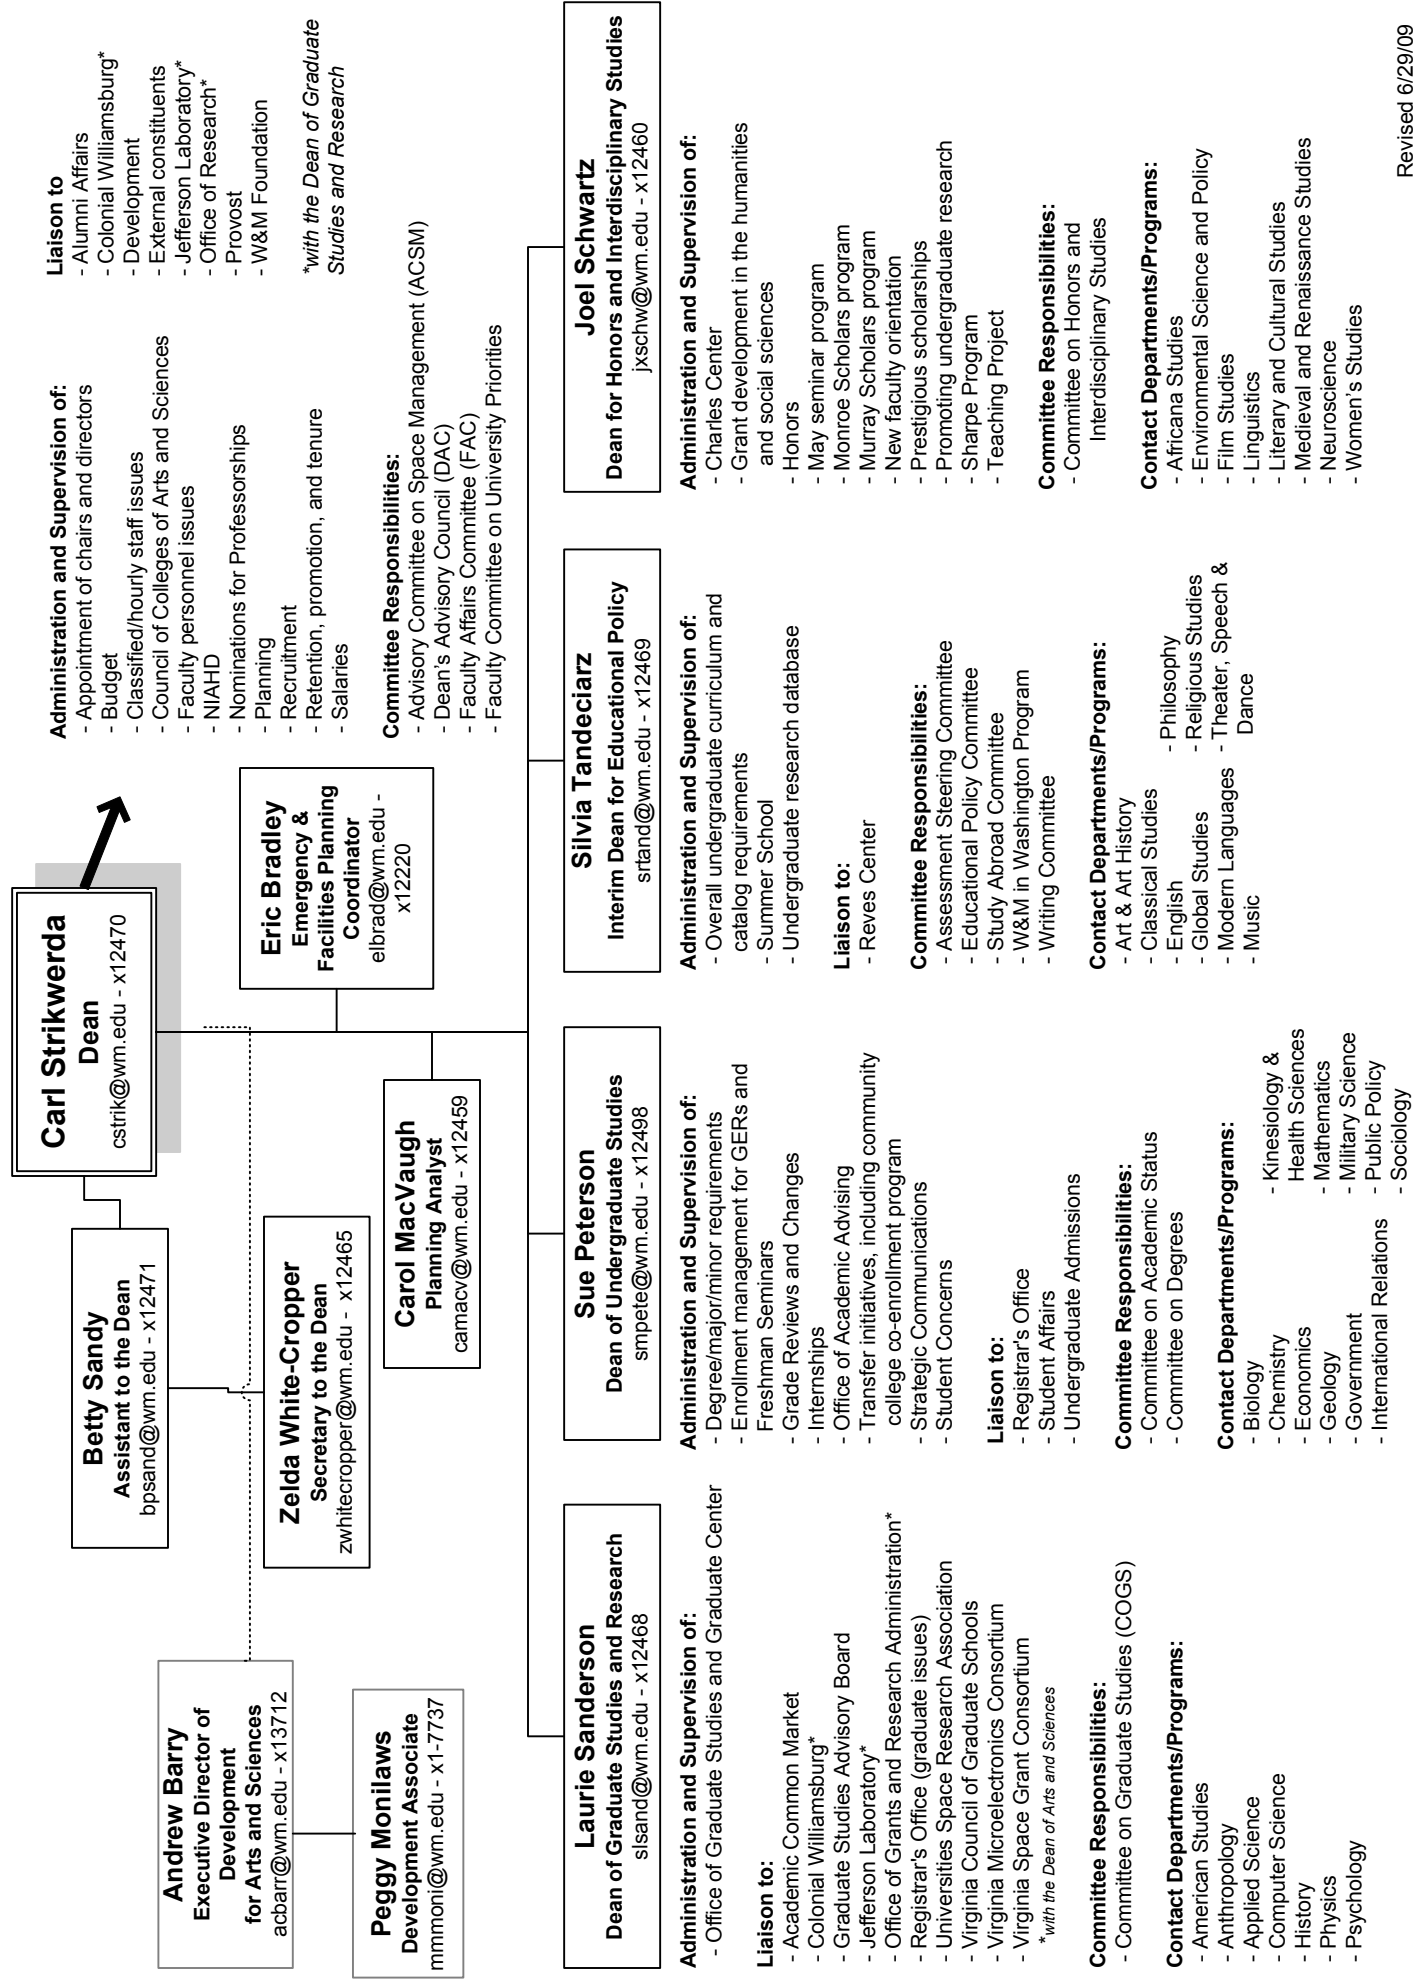 Carl Strikwerda
Dean
cstrik@wm.edu - x12470
Administration and Supervision of:
- Appointment of chairs and directors
- Budget
- Classified/hourly staff issues
- Council of Colleges of Arts and Sciences
- Faculty personnel issues
- NIAHD
- Nominations for Professorships
- Planning
- Recruitment
- Retention, promotion, and tenure
- Salaries
Committee Responsibilities:
- Advisory Committee on Space Management (ACSM)
- Dean's Advisory Council (DAC)
- Faculty Affairs Committee (FAC)
- Faculty Committee on University Priorities
Liaison to
- Alumni Affairs
- Colonial Williamsburg*
- Development
- External constituents
- Jefferson Laboratory*
- Office of Research*
- Provost
- W&M Foundation
*with the Dean of Graduate
Studies and Research
Betty Sandy
Assistant to the Dean
bpsand@wm.edu - x12471
Zelda White-Cropper
Secretary to the Dean
zwhitecropper@wm.edu - x12465
Andrew Barry
Executive Director of
Development
for Arts and Sciences
acbarr@wm.edu - x13712
Peggy Monilaws
Development Associate
mmmoni@wm.edu - x1-7737
Eric Bradley
Emergency &
Facilities Planning
Coordinator
elbrad@wm.edu -
x12220
Carol MacVaugh
Planning Analyst
camacv@wm.edu - x12459
Laurie Sanderson
Dean of Graduate Studies and Research
slsand@wm.edu - x12468
Administration and Supervision of:
- Office of Graduate Studies and Graduate Center
Liaison to:
- Academic Common Market
- Colonial Williamsburg*
- Graduate Studies Advisory Board
- Jefferson Laboratory*
- Office of Grants and Research Administration*
- Registrar's Office (graduate issues)
- Universities Space Research Association
- Virginia Council of Graduate Schools
- Virginia Microelectronics Consortium
- Virginia Space Grant Consortium
*with the Dean of Arts and Sciences
Committee Responsibilities:
- Committee on Graduate Studies (COGS)
Contact Departments/Programs:
- American Studies
- Anthropology
- Applied Science
- Computer Science
- History
- Physics
- Psychology
Sue Peterson
Dean of Undergraduate Studies
smpete@wm.edu - x12498
Administration and Supervision of:
- Degree/major/minor requirements
- Enrollment management for GERs and
Freshman Seminars
- Grade Reviews and Changes
- Internships
- Office of Academic Advising
- Transfer initiatives, including community
college co-enrollment program
- Strategic Communications
- Student Concerns
Liaison to:
- Registrar's Office
- Student Affairs
- Undergraduate Admissions
Committee Responsibilities:
- Committee on Academic Status
- Committee on Degrees
Contact Departments/Programs:
- Biology
- Chemistry
- Economics
- Geology
- Government
- International Relations
- Kinesiology &
Health Sciences
- Mathematics
- Military Science
- Public Policy
- Sociology
Silvia Tandeciarz
Interim Dean for Educational Policy
srtand@wm.edu - x12469
Administration and Supervision of:
- Overall undergraduate curriculum and
catalog requirements
- Summer School
- Undergraduate research database
Liaison to:
- Reves Center
Committee Responsibilities:
- Assessment Steering Committee
- Educational Policy Committee
- Study Abroad Committee
- W&M in Washington Program
- Writing Committee
Contact Departments/Programs:
- Art & Art History
- Classical Studies
- English
- Global Studies
- Modern Languages
- Music
- Philosophy
- Religious Studies
- Theater, Speech &
Dance
Joel Schwartz
Dean for Honors and Interdisciplinary Studies
jxschw@wm.edu - x12460
Administration and Supervision of:
- Charles Center
- Grant development in the humanities
and social sciences
- Honors
- May seminar program
- Monroe Scholars program
- Murray Scholars program
- New faculty orientation
- Prestigious scholarships
- Promoting undergraduate research
- Sharpe Program
- Teaching Project
Committee Responsibilities:
- Committee on Honors and
Interdisciplinary Studies
Contact Departments/Programs:
- Africana Studies
- Environmental Science and Policy
- Film Studies
- Linguistics
- Literary and Cultural Studies
- Medieval and Renaissance Studies
- Neuroscience
- Women's Studies
Revised 6/29/09